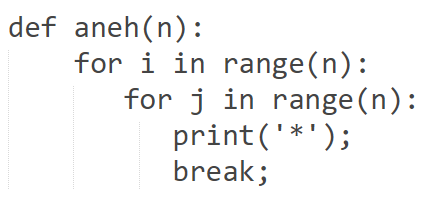 def aneh(n):
    for i in range(n):
       for j in range(n):
          print('*');
          break;